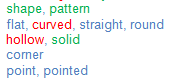 shape, pattern
flat, curved, straight, round
hollow, solid
corner
point, pointed